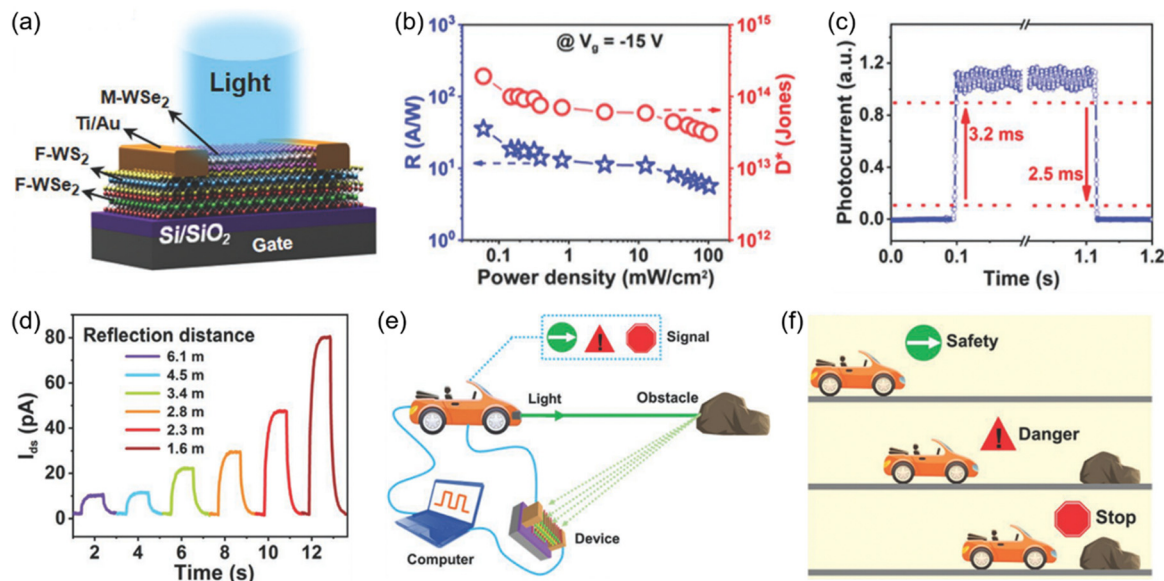 (a)
Light
M-WSe₂
Ti/Au
F-WS₂
F-WSe₂
Si/SiO₂
Gate
(b)
@ V_g = -15 V
R (A/W)
10³
10²
10¹
10⁰
D* (Jones)
10¹⁵
10¹⁴
10¹³
10¹²
0.1 1 10 100
Power density (mW/cm²)
(c)
Photocurrent (a.u.)
1.2
0.8
0.4
0.0
3.2 ms
2.5 ms
0.0 0.1 1.1 1.2
Time (s)
(d)
Reflection distance
6.1 m
4.5 m
3.4 m
2.8 m
2.3 m
1.6 m
I_ds (pA)
80
60
40
20
0
2 4 6 8 10 12
Time (s)
(e)
!
Signal
Light
Obstacle
Computer
Device
(f)
Safety
! Danger
Stop